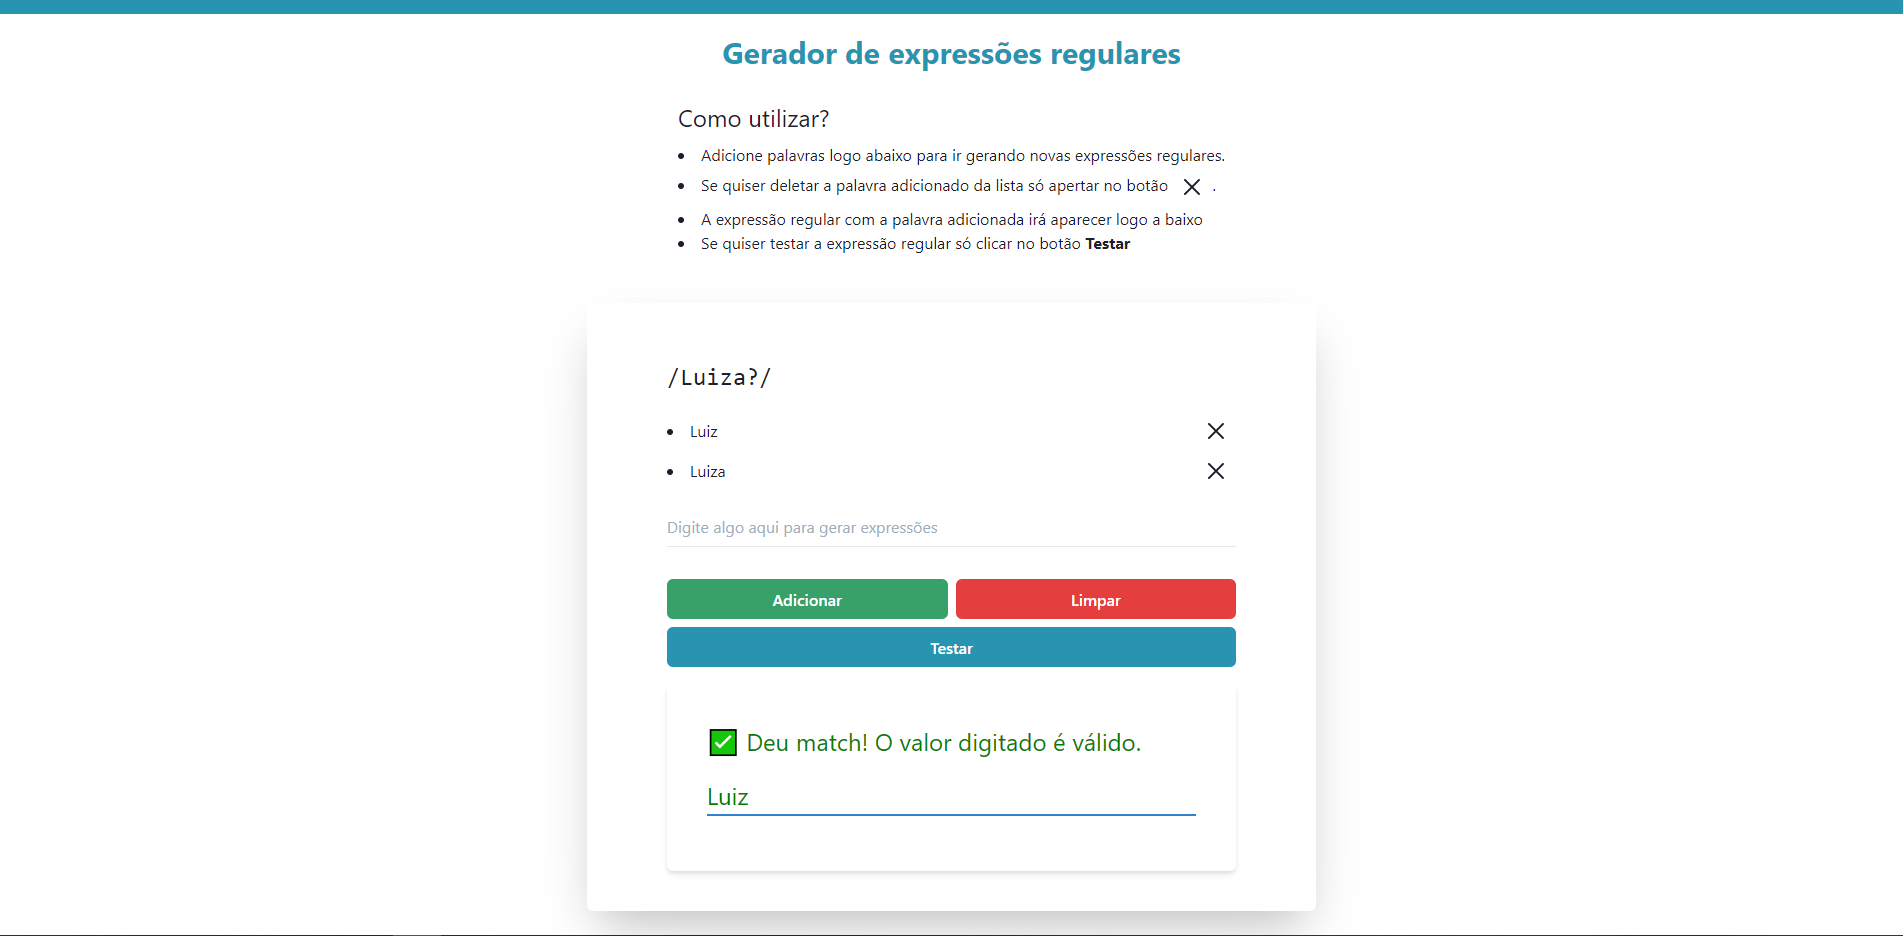 Gerador de expressões regulares
Como utilizar?
Adicione palavras logo abaixo para ir gerando novas expressões regulares.
Se quiser deletar a palavra adicionado da lista só apertar no botão ✕ .
A expressão regular com a palavra adicionada irá aparecer logo a baixo
Se quiser testar a expressão regular só clicar no botão Testar
/Luiza?/
Luiz
Luiza
Digite algo aqui para gerar expressões
Adicionar Limpar
Testar
✅ Deu match! O valor digitado é válido.
Luiz